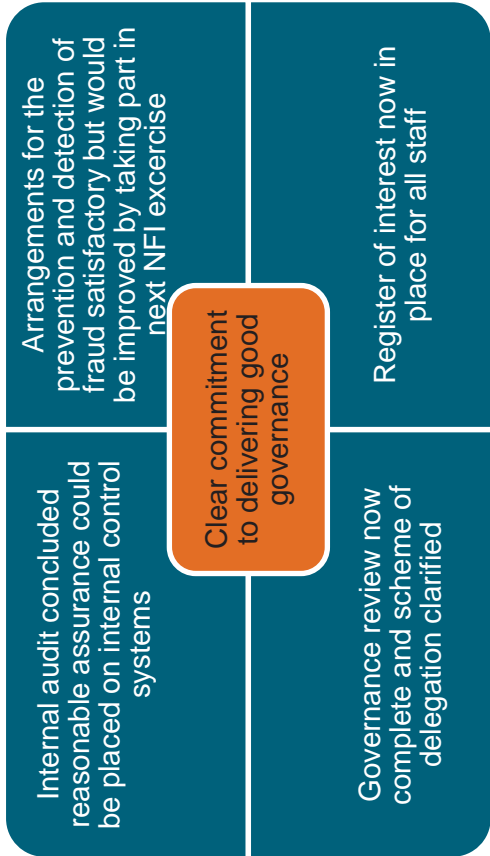 Internal audit concluded
reasonable assurance could
be placed on internal control
systems
Arrangements for the
prevention and detection of
fraud satisfactory but would
be improved by taking part in
next NFI excercise
Clear commitment
to delivering good
governance
Governance review now
complete and scheme of
delegation clarified
Register of interest now in
place for all staff